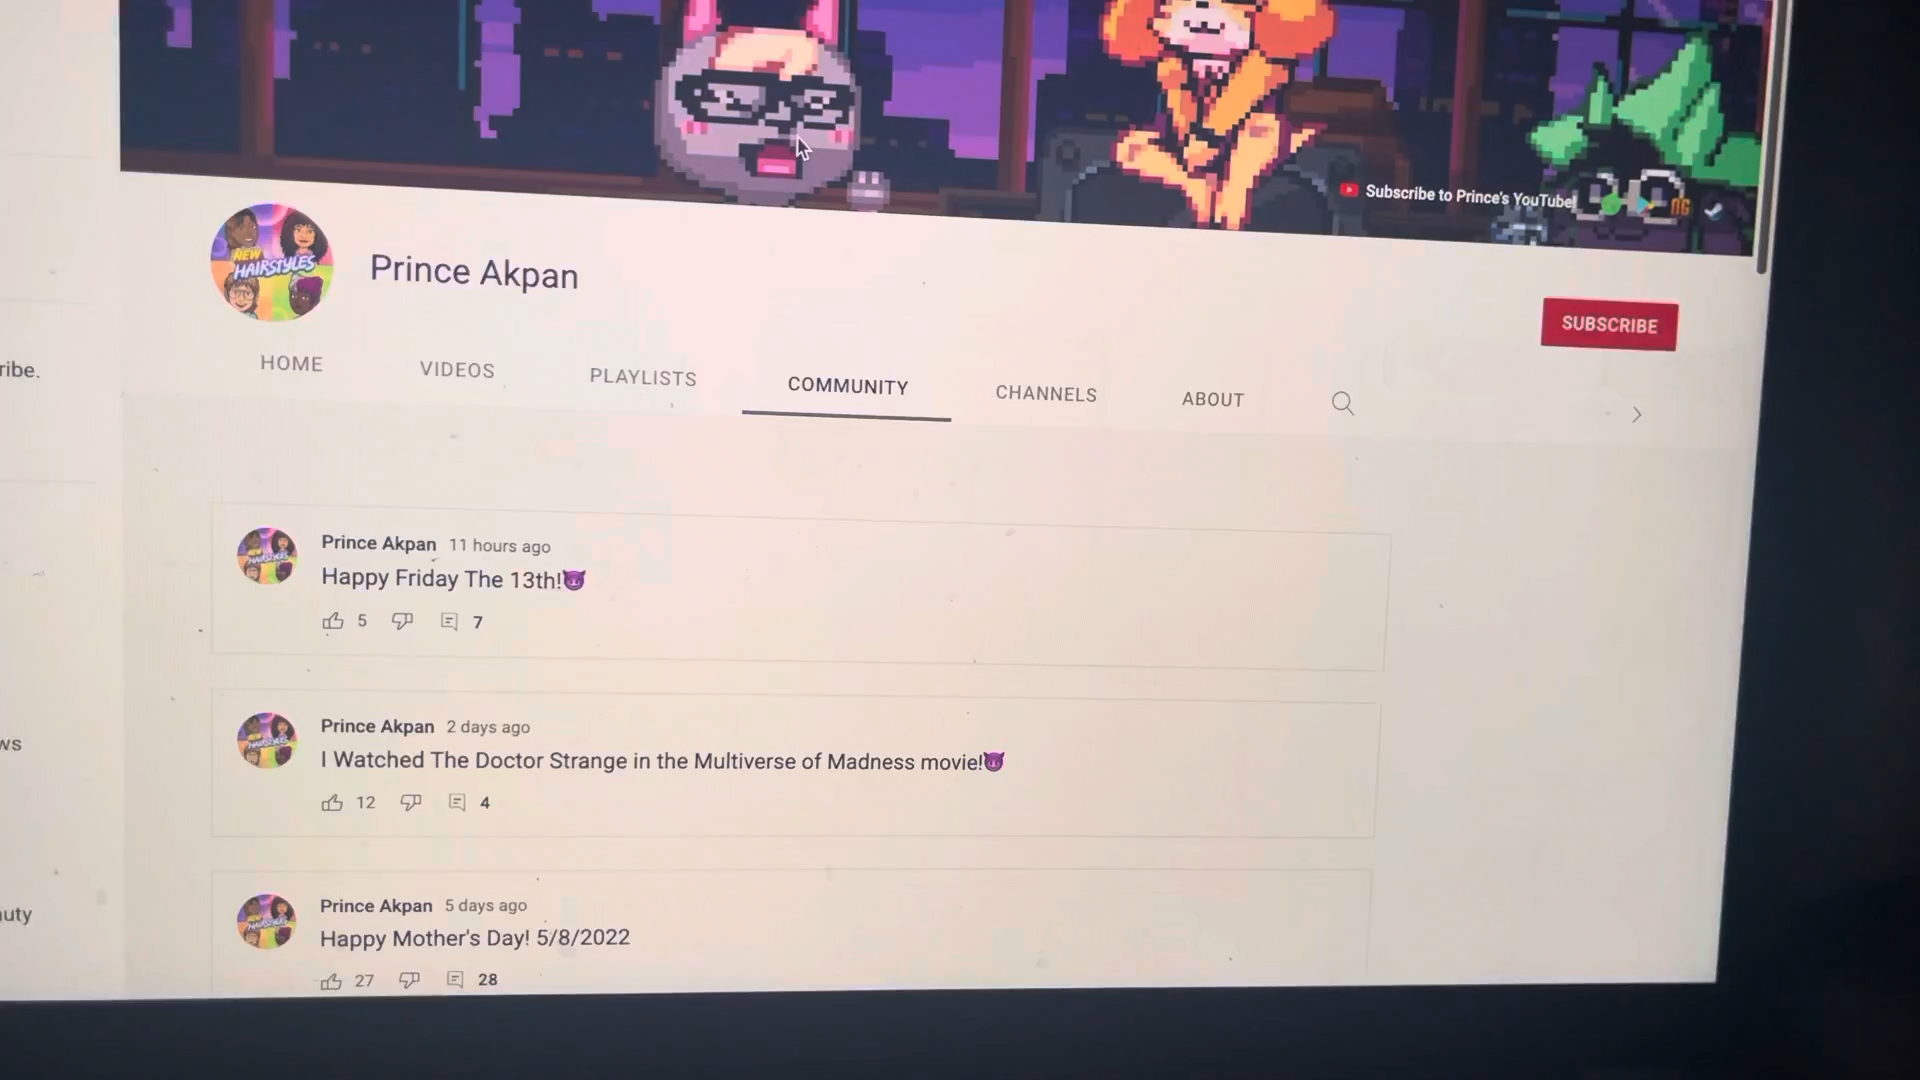 Subscribe to Prince's YouTube!
NEW
HAIRSTYLES
Prince Akpan
SUBSCRIBE
HOME VIDEOS PLAYLISTS COMMUNITY CHANNELS ABOUT
ribe.
Prince Akpan 11 hours ago
Happy Friday The 13th!😈
5 7
ws
Prince Akpan 2 days ago
I Watched The Doctor Strange in the Multiverse of Madness movie!😈
12 4
auty
Prince Akpan 5 days ago
Happy Mother's Day! 5/8/2022
27 28